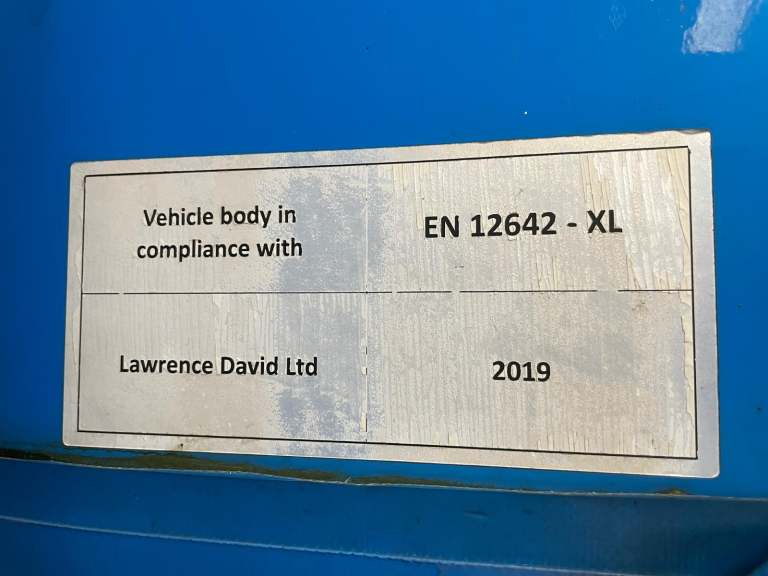 Vehicle body in
compliance with
EN 12642 - XL
Lawrence David Ltd
2019